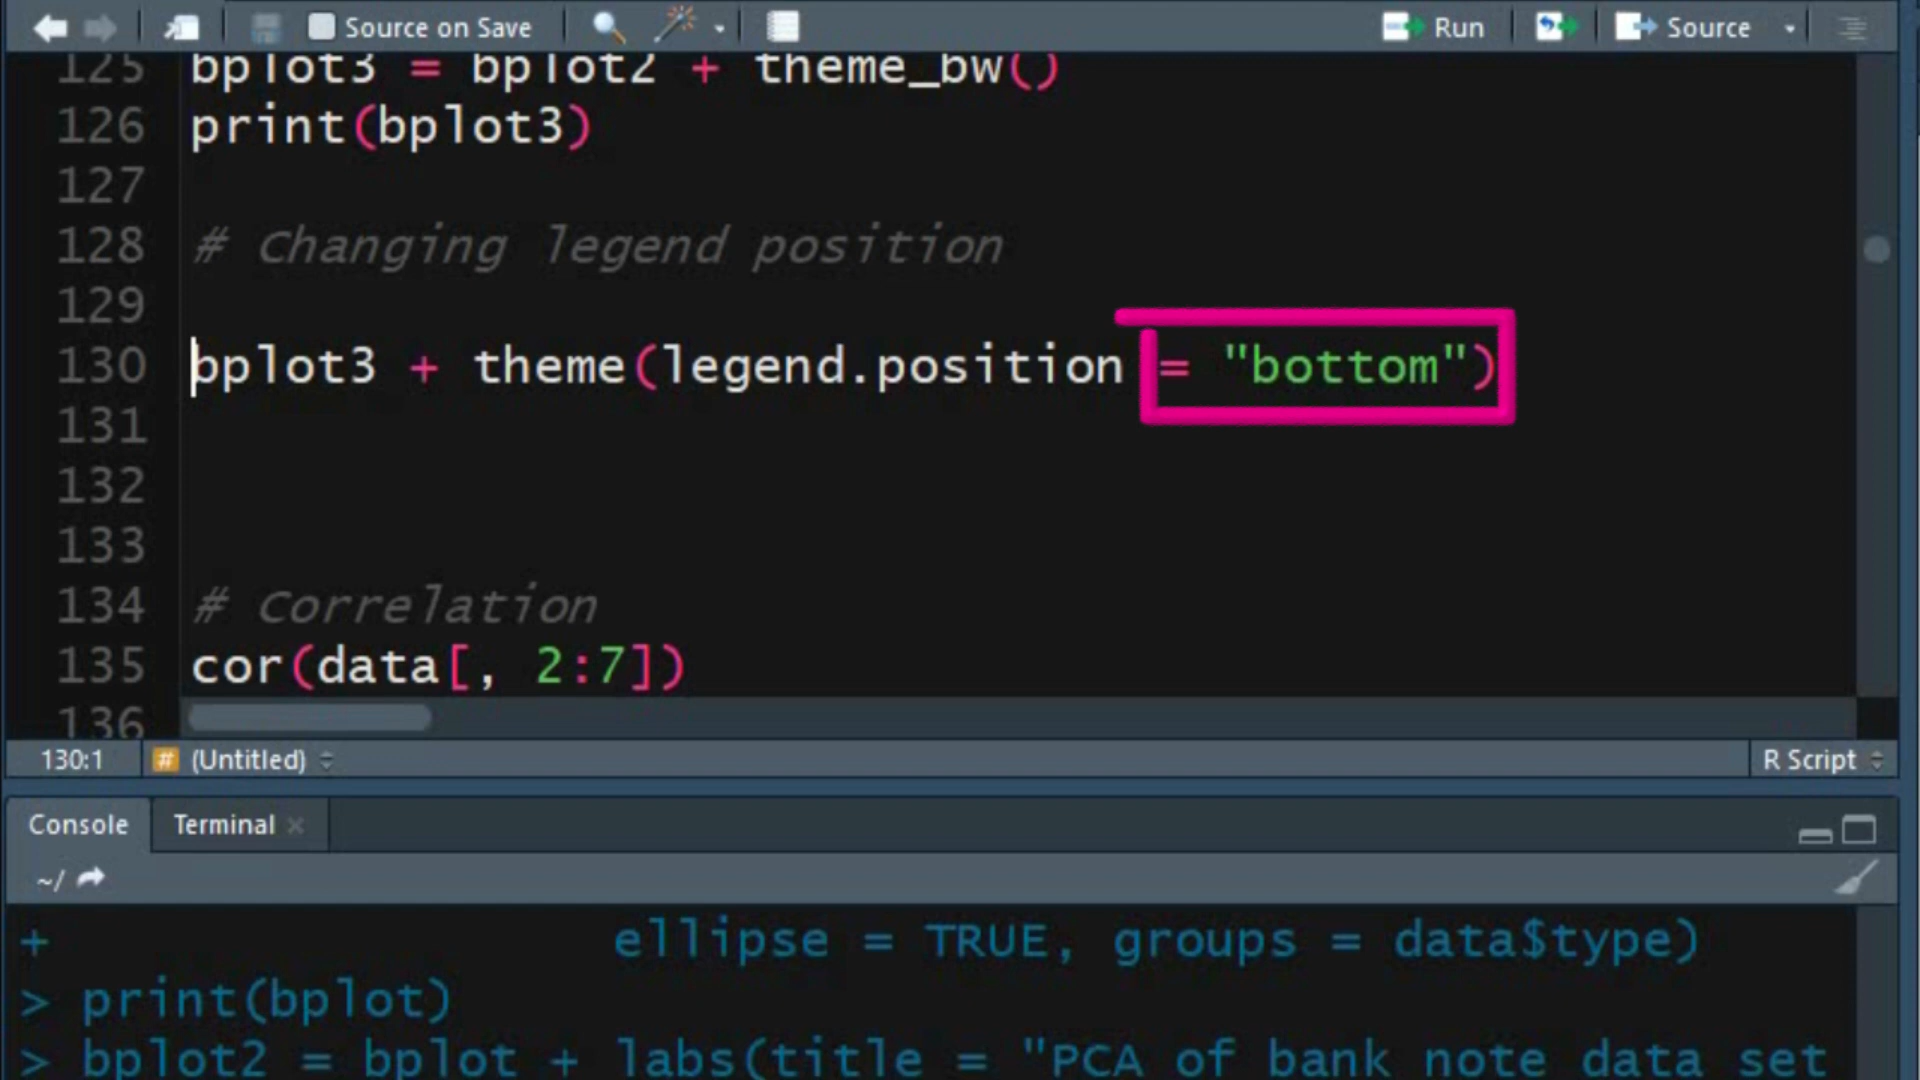 Source on Save
Run
Source
125 bplot3 = bplot2 + theme_bw()
126 print(bplot3)
127
128 # Changing legend position
129
130 bplot3 + theme(legend.position = "bottom")
131
132
133
134 # Correlation
135 cor(data[, 2:7])
136
130:1 # (Untitled) R Script
Console Terminal
~/
+ ellipse = TRUE, groups = data$type)
> print(bplot)
> bplot2 = bplot + labs(title = "PCA of bank note data set